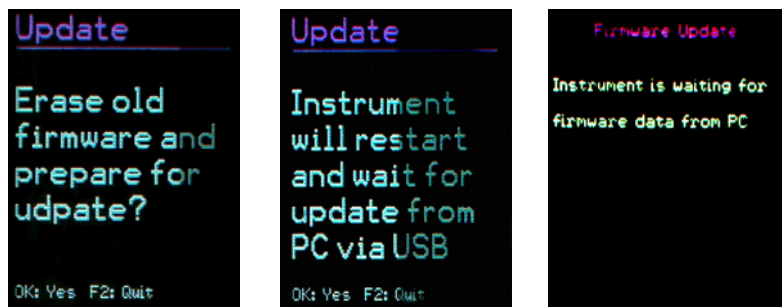 Update
Erase old
firmware and
prepare for
udpate?
OK: Yes F2: Quit
Update
Instrument
will restart
and wait for
update from
PC via USB
OK: Yes F2: Quit
Firmware Update
Instrument is waiting for
firmware data from PC